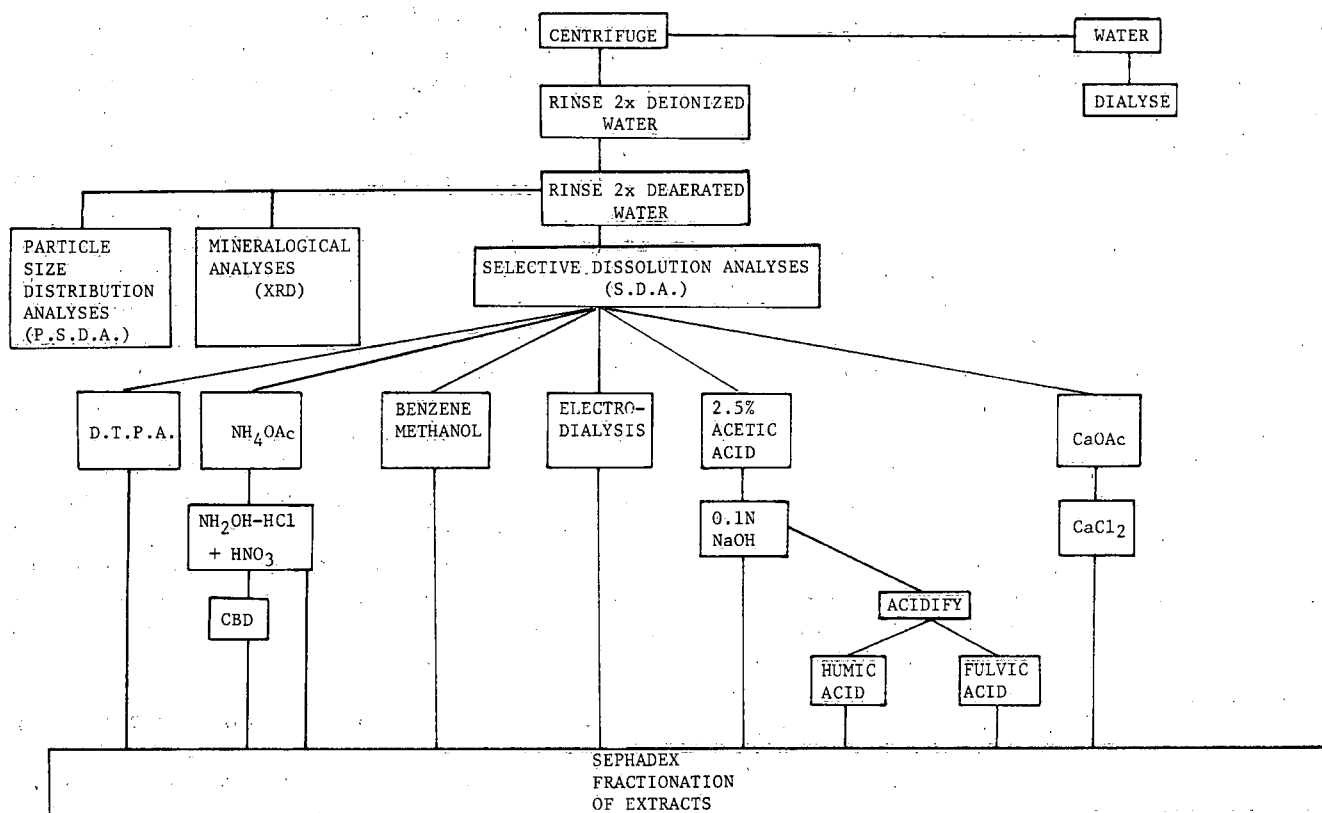 CENTRIFUGE
WATER
DIALYSE
RINSE 2x DEIONIZED
WATER
RINSE 2x DEAERATED
WATER
PARTICLE
SIZE
DISTRIBUTION
ANALYSES
(P.S.D.A.)
MINERALOGICAL
ANALYSES
(XRD)
SELECTIVE DISSOLUTION ANALYSES
(S.D.A.)
D.T.P.A.
NH4OAc
BENZENE
METHANOL
ELECTRO-
DIALYSIS
2.5%
ACETIC
ACID
CaOAc
NH2OH-HCl
+ HNO3
0.1N
NaOH
CaCl2
CBD
ACIDIFY
HUMIC
ACID
FULVIC
ACID
SEPHADEX
FRACTIONATION
OF EXTRACTS